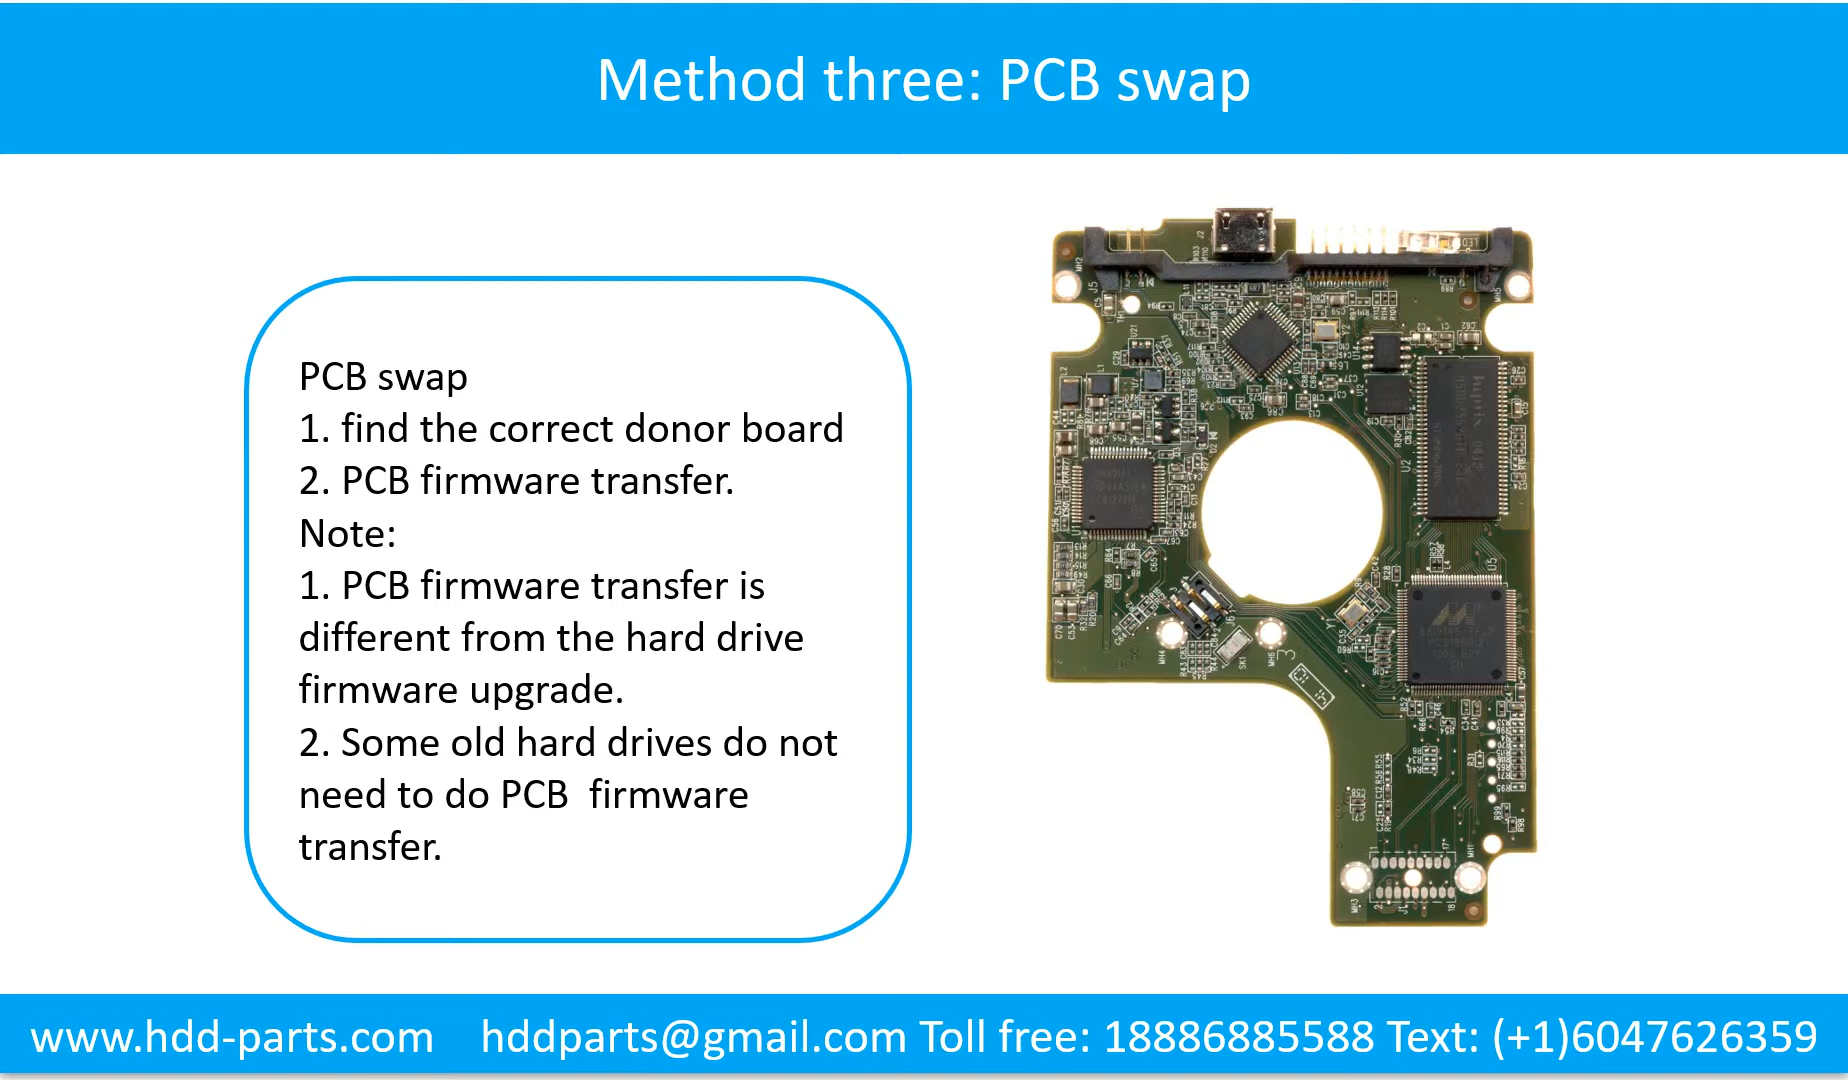 Method three: PCB swap
PCB swap
1. find the correct donor board
2. PCB firmware transfer.
Note:
1. PCB firmware transfer is
different from the hard drive
firmware upgrade.
2. Some old hard drives do not
need to do PCB  firmware
transfer.
www.hdd-parts.com    hddparts@gmail.com Toll free: 18886885588 Text: (+1)6047626359